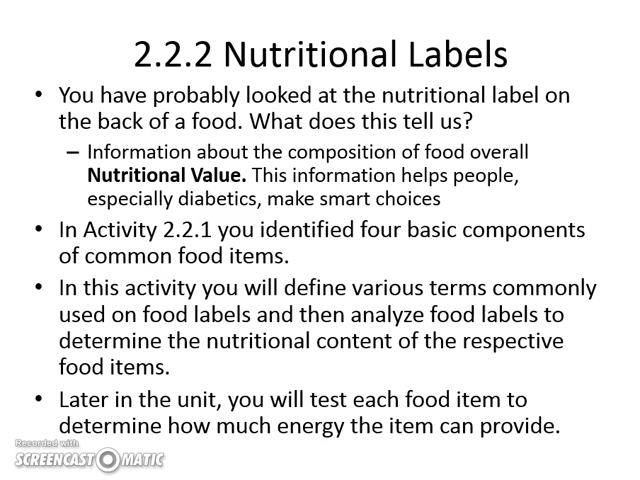 2.2.2 Nutritional Labels
• You have probably looked at the nutritional label on
the back of a food. What does this tell us?
– Information about the composition of food overall
Nutritional Value. This information helps people,
especially diabetics, make smart choices
• In Activity 2.2.1 you identified four basic components
of common food items.
• In this activity you will define various terms commonly
used on food labels and then analyze food labels to
determine the nutritional content of the respective
food items.
• Later in the unit, you will test each food item to
determine how much energy the item can provide.
Recorded with
SCREENCAST-O-MATIC